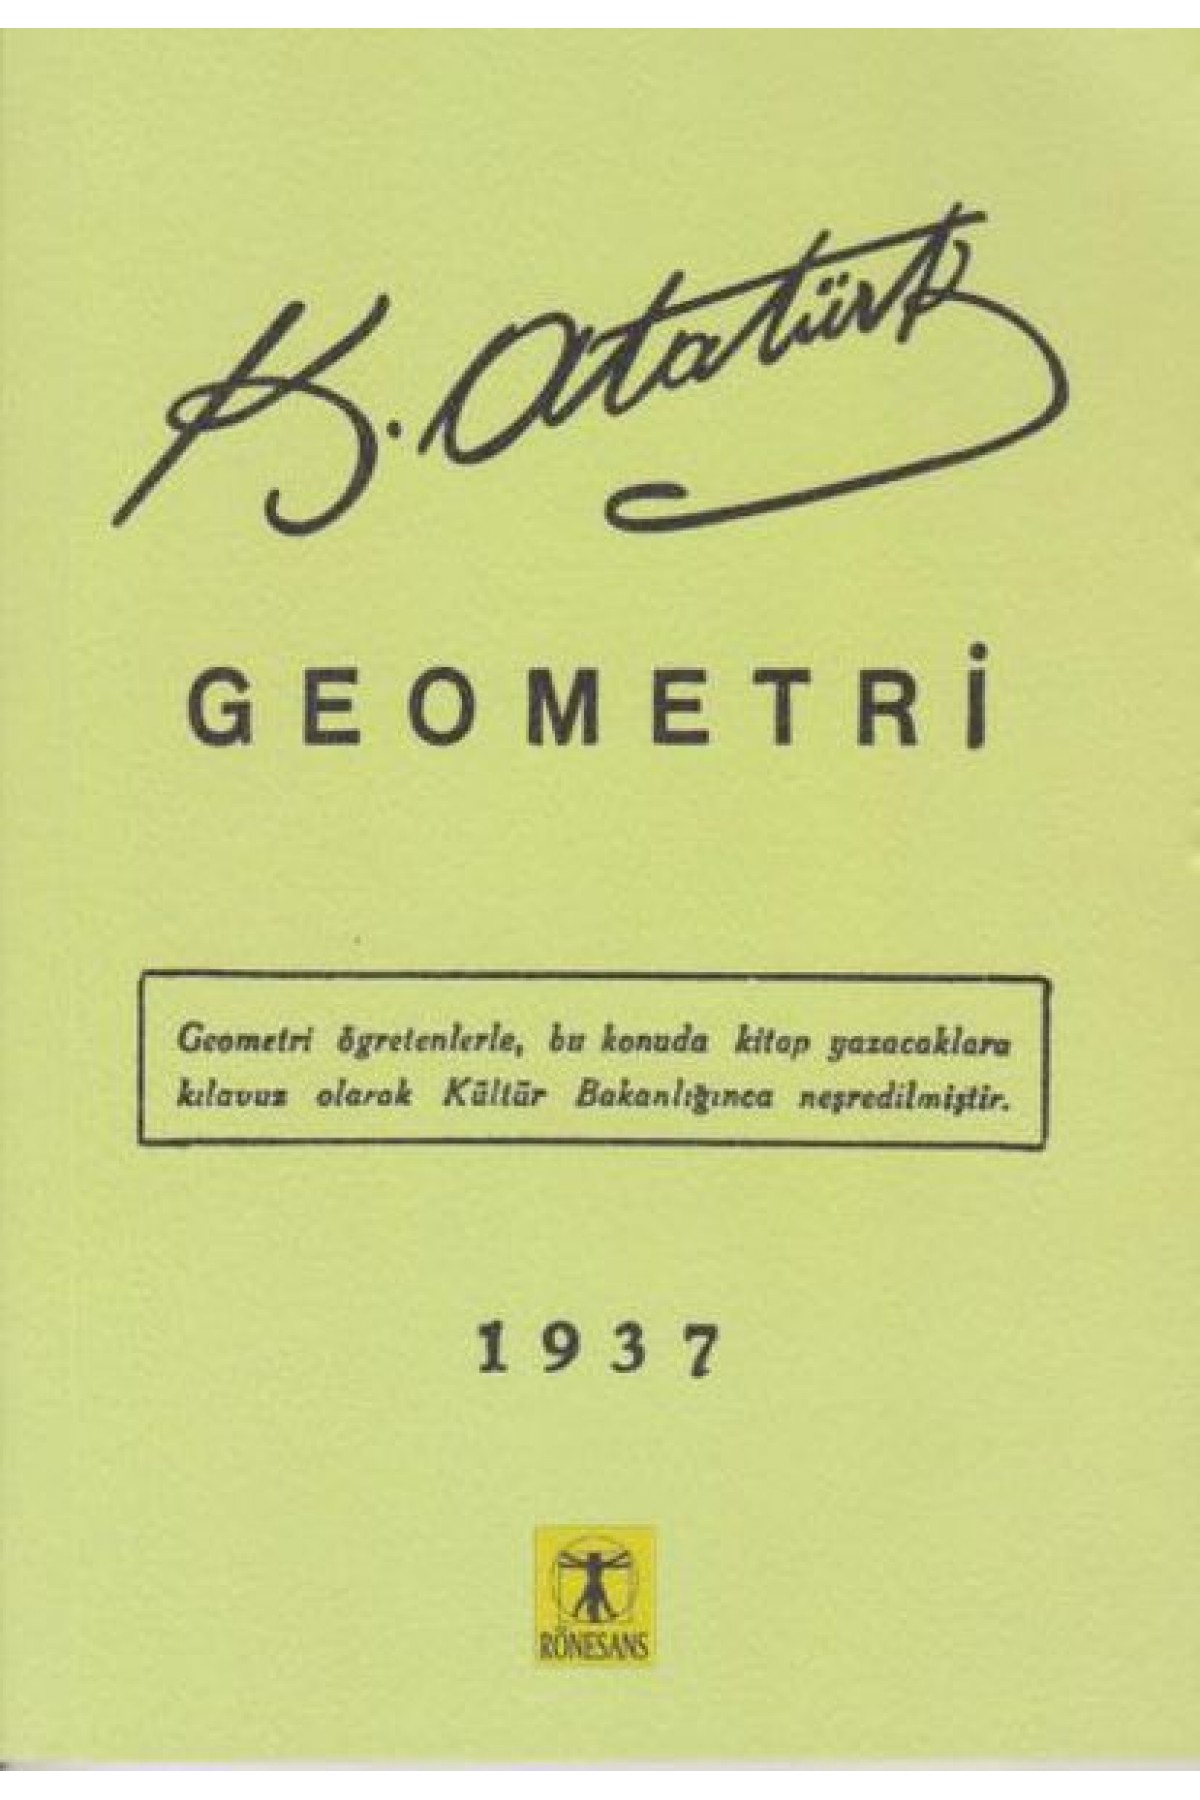 K. Atatürk
GEOMETRİ
Geometri öğretenlerle, bu konuda kitap yazacaklara
kılavuz olarak Kültür Bakanlığınca neşredilmiştir.
1937
RÖNESANS